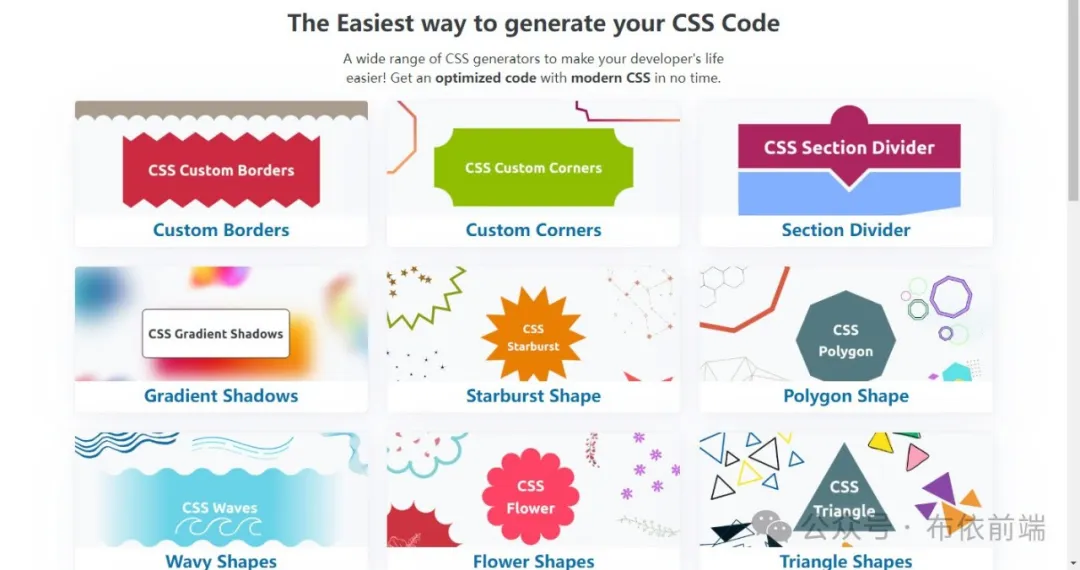 The Easiest way to generate your CSS Code
A wide range of CSS generators to make your developer's life
easier! Get an optimized code with modern CSS in no time.
CSS Custom Borders
Custom Borders
CSS Custom Corners
Custom Corners
CSS Section Divider
Section Divider
CSS Gradient Shadows
Gradient Shadows
CSS
Starburst
Starburst Shape
CSS
Polygon
Polygon Shape
CSS Waves
Wavy Shapes
CSS
Flower
Flower Shapes
CSS
Triangle
Triangle Shapes
公众号 · 布依前端